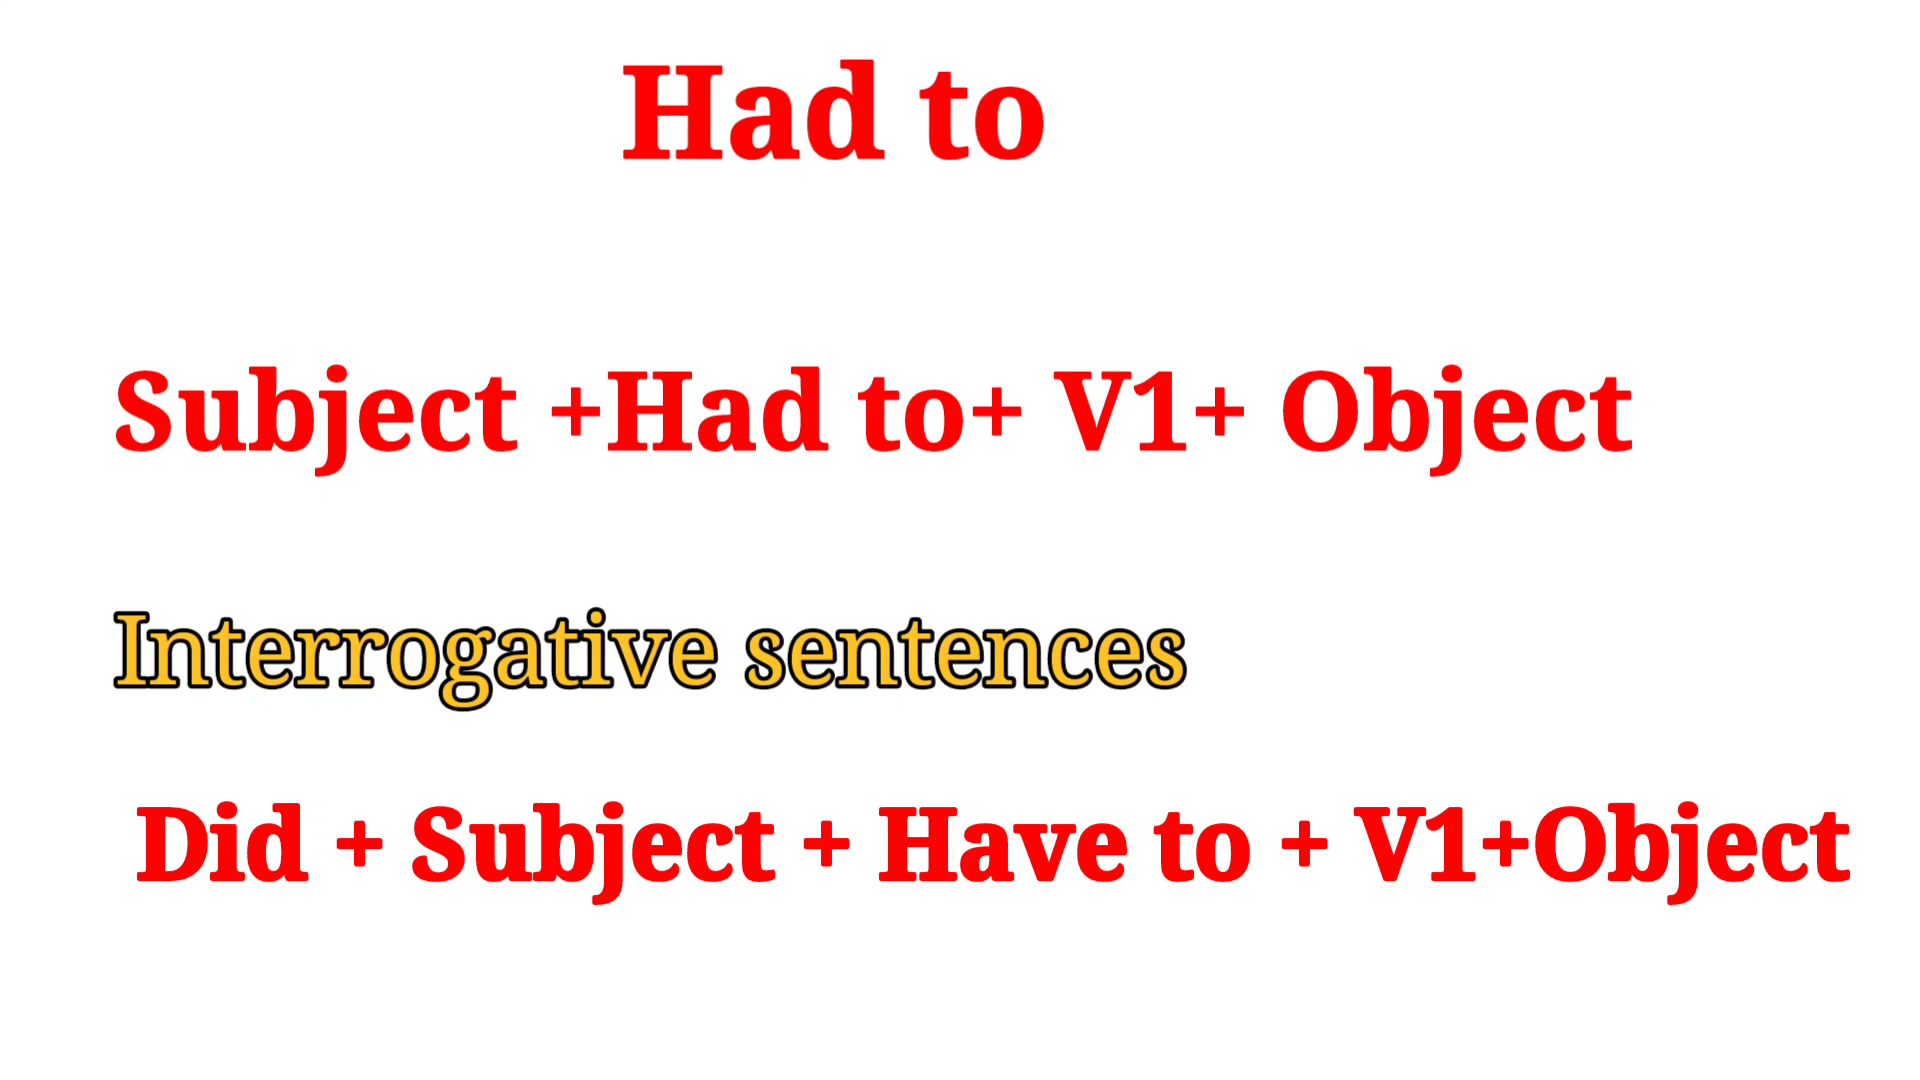 Had to
Subject +Had to+ V1+ Object
Interrogative sentences
Did + Subject + Have to + V1+Object